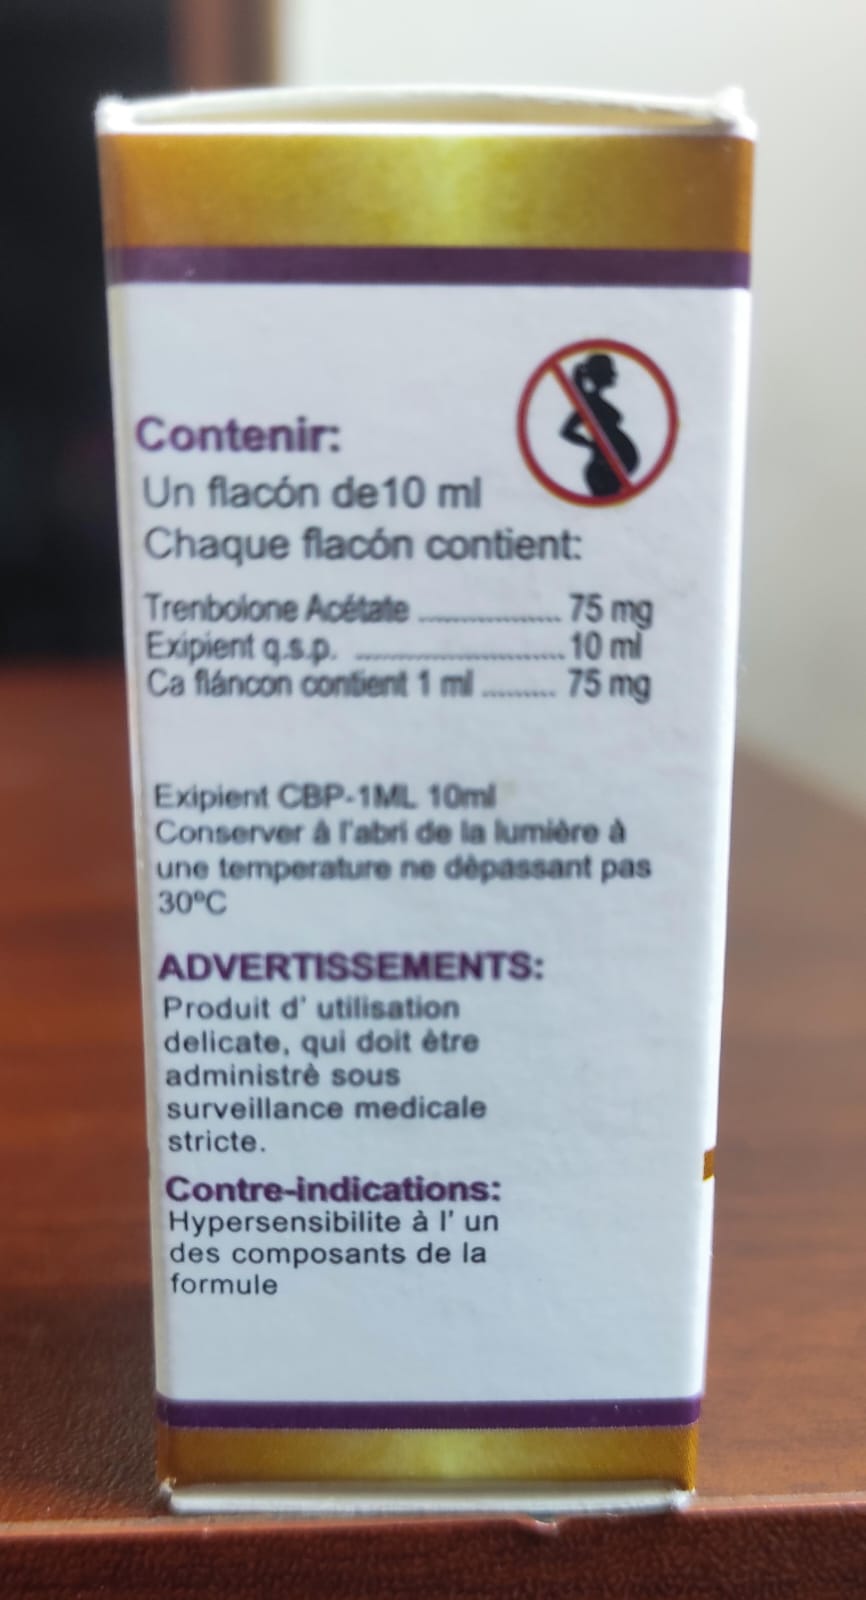 Contenir:
Un flacón de10 ml
Chaque flacón contient:
Trenbolone Acétate ................... 75 mg
Exipient q.s.p. ............................ 10 ml
Ca fláncon contient 1 ml .......... 75 mg
Exipient CBP-1ML 10ml
Conserver â l'abri de la lumière à
une temperature ne dèpassant pas
30ºC
ADVERTISSEMENTS:
Produit d' utilisation
delicate, qui doit ètre
administrè sous
surveillance medicale
stricte.
Contre-indications:
Hypersensibilite à l' un
des composants de la
formule